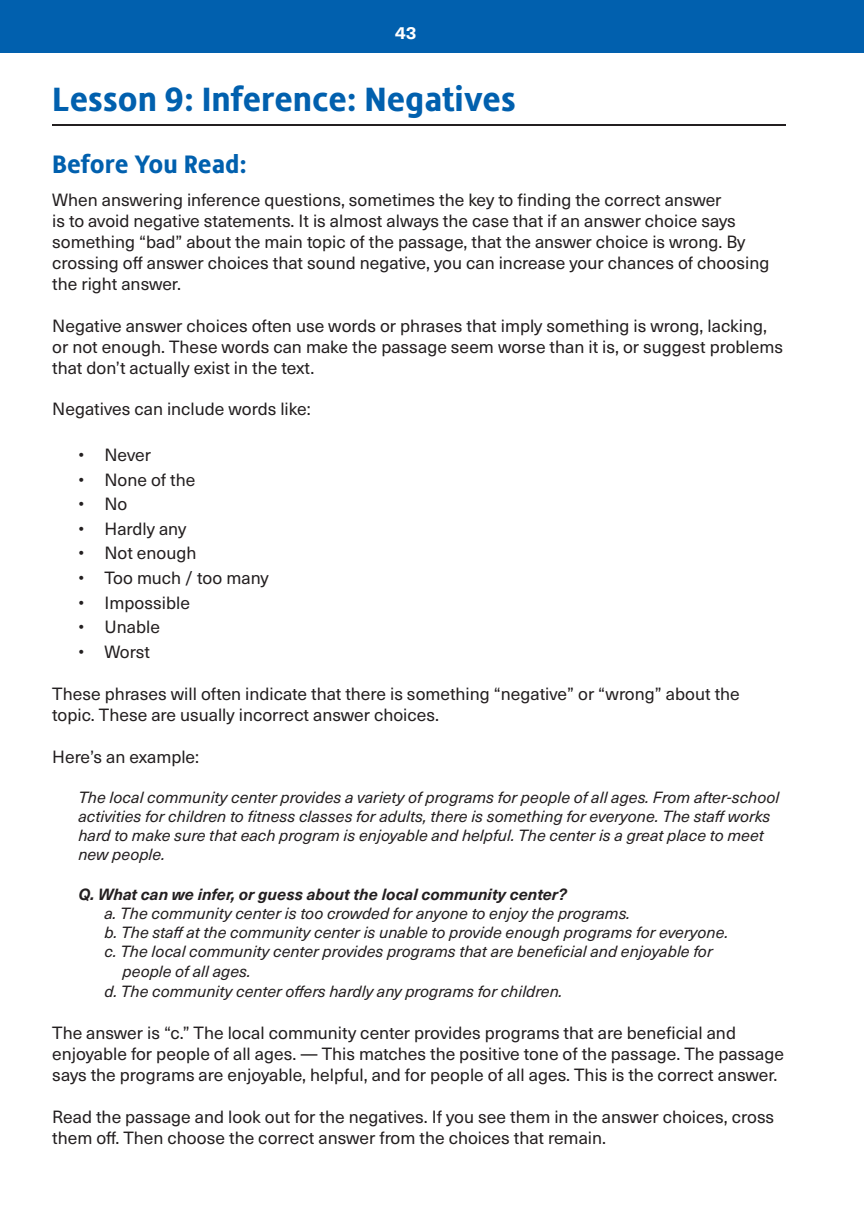 43
Lesson 9: Inference: Negatives
Before You Read:
When answering inference questions, sometimes the key to finding the correct answer
is to avoid negative statements. It is almost always the case that if an answer choice says
something “bad” about the main topic of the passage, that the answer choice is wrong. By
crossing off answer choices that sound negative, you can increase your chances of choosing
the right answer.
Negative answer choices often use words or phrases that imply something is wrong, lacking,
or not enough. These words can make the passage seem worse than it is, or suggest problems
that don’t actually exist in the text.
Negatives can include words like:
• Never
• None of the
• No
• Hardly any
• Not enough
• Too much / too many
• Impossible
• Unable
• Worst
These phrases will often indicate that there is something “negative” or “wrong” about the
topic. These are usually incorrect answer choices.
Here’s an example:
The local community center provides a variety of programs for people of all ages. From after-school
activities for children to fitness classes for adults, there is something for everyone. The staff works
hard to make sure that each program is enjoyable and helpful. The center is a great place to meet
new people.
Q. What can we infer, or guess about the local community center?
a. The community center is too crowded for anyone to enjoy the programs.
b. The staff at the community center is unable to provide enough programs for everyone.
c. The local community center provides programs that are beneficial and enjoyable for
people of all ages.
d. The community center offers hardly any programs for children.
The answer is “c.” The local community center provides programs that are beneficial and
enjoyable for people of all ages. — This matches the positive tone of the passage. The passage
says the programs are enjoyable, helpful, and for people of all ages. This is the correct answer.
Read the passage and look out for the negatives. If you see them in the answer choices, cross
them off. Then choose the correct answer from the choices that remain.